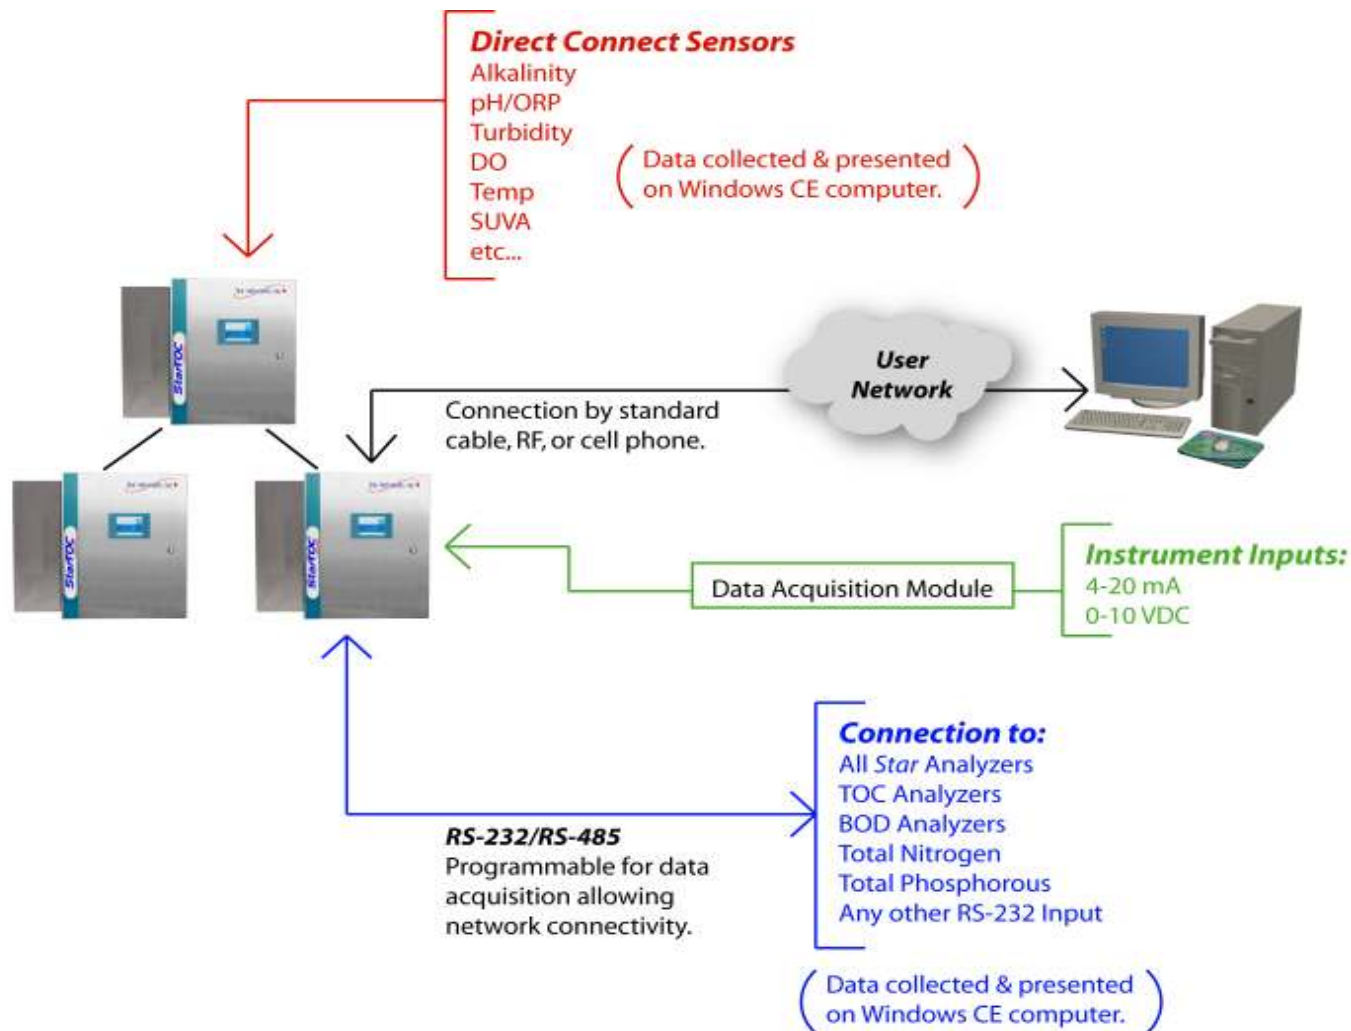 Direct Connect Sensors
Alkalinity
pH/ORP
Turbidity
DO
Temp
SUVA
etc...
Data collected & presented
on Windows CE computer.
StarTOC
User
Network
Connection by standard
cable, RF, or cell phone.
StarTOC
StarTOC
Data Acquisition Module
Instrument Inputs:
4-20 mA
0-10 VDC
RS-232/RS-485
Programmable for data
acquisition allowing
network connectivity.
Connection to:
All Star Analyzers
TOC Analyzers
BOD Analyzers
Total Nitrogen
Total Phosphorous
Any other RS-232 Input
Data collected & presented
on Windows CE computer.